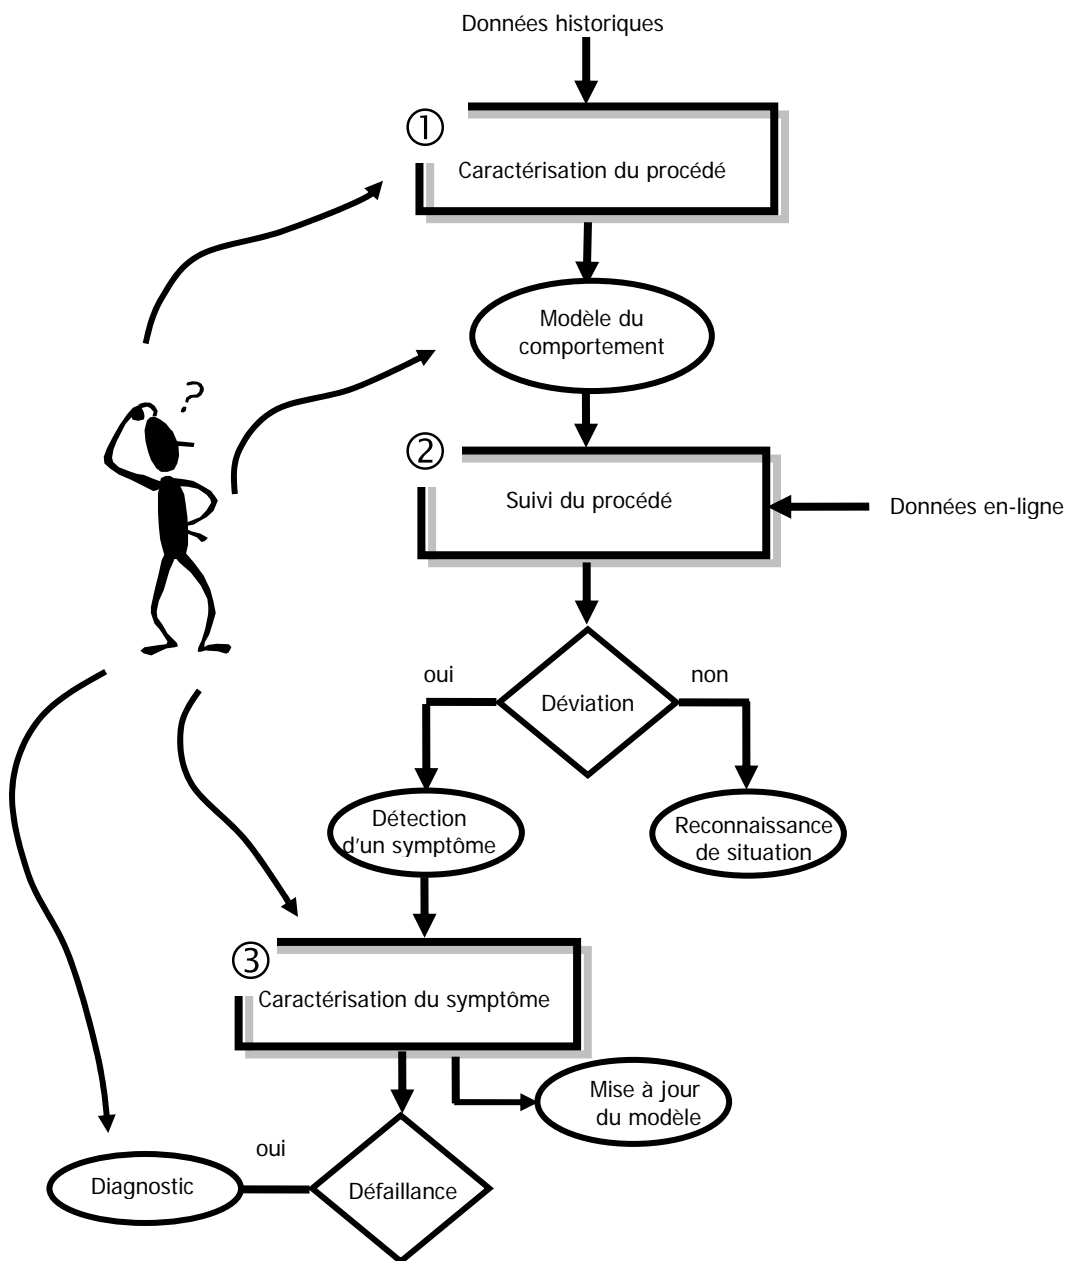 Données historiques
①
Caractérisation du procédé
Modèle du
comportement
?
②
Suivi du procédé
Données en-ligne
oui
non
Déviation
Détection
d'un symptôme
Reconnaissance
de situation
③
Caractérisation du symptôme
Mise à jour
du modèle
oui
Diagnostic
Défaillance